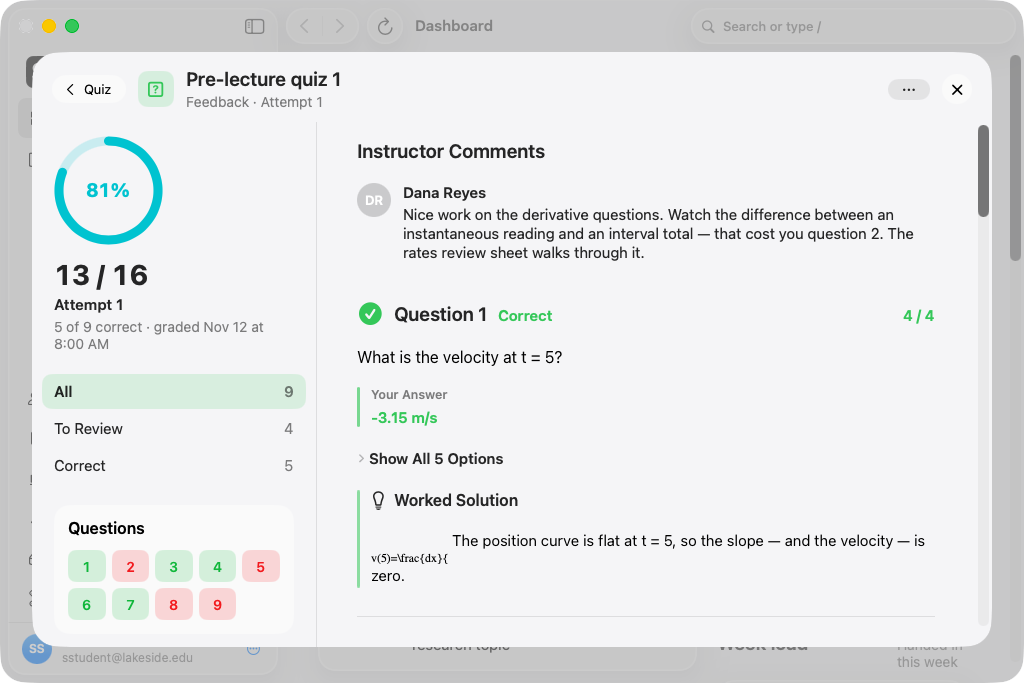 Dashboard
Search or type /
Quiz
Pre-lecture quiz 1
Feedback · Attempt 1
81%
13 / 16
Attempt 1
5 of 9 correct · graded Nov 12 at
8:00 AM
All 9
To Review 4
Correct 5
Questions
1 2 3 4 5
6 7 8 9
Instructor Comments
DR
Dana Reyes
Nice work on the derivative questions. Watch the difference between an
instantaneous reading and an interval total — that cost you question 2. The
rates review sheet walks through it.
Question 1 Correct 4 / 4
What is the velocity at t = 5?
Your Answer
-3.15 m/s
Show All 5 Options
Worked Solution
v(5)=\frac{dx}{ The position curve is flat at t = 5, so the slope — and the velocity — is
zero.
SS
sstudent@lakeside.edu
research topic
Week load
Handed in
this week